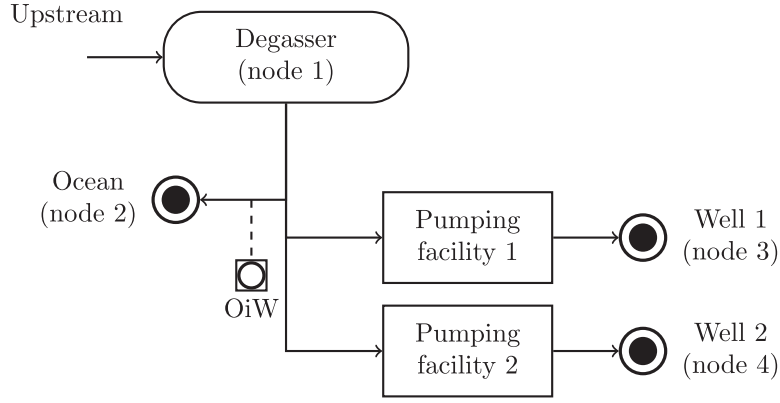 Upstream
Degasser
(node 1)
Ocean
(node 2)
OiW
Pumping
facility 1
Well 1
(node 3)
Pumping
facility 2
Well 2
(node 4)